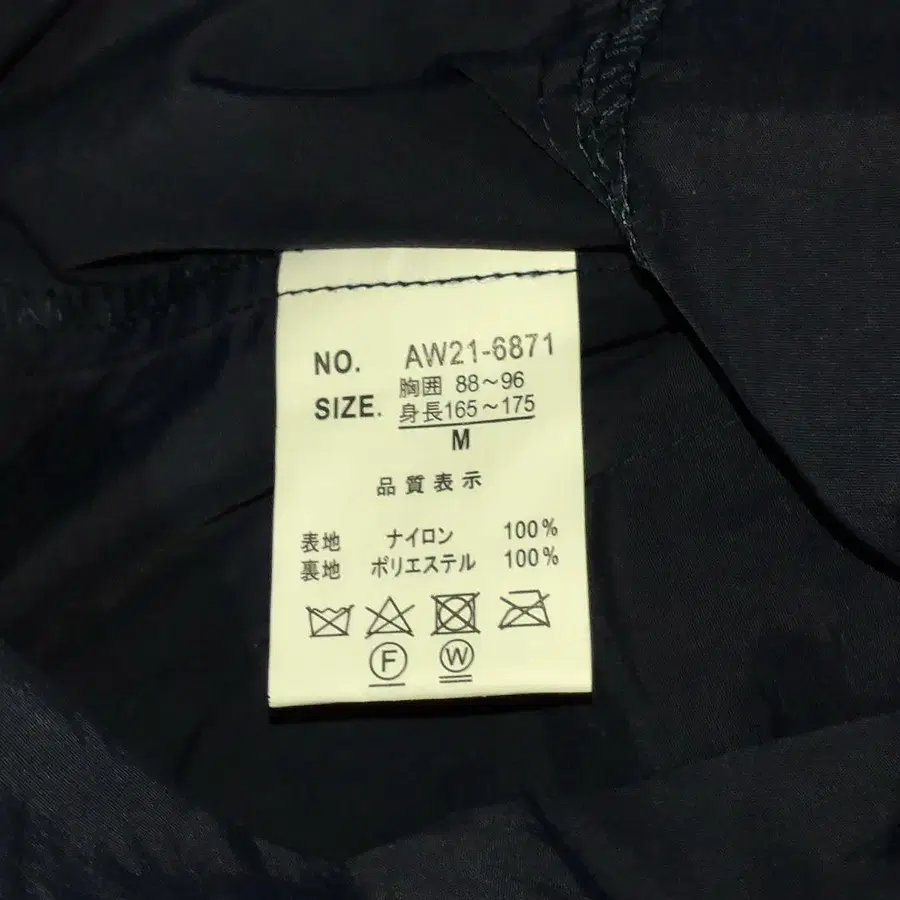 NO. AW21-6871
SIZE. 胸囲 88～96
身長165～175
M
品質表示
表地 ナイロン 100%
裏地 ポリエステル 100%
F W